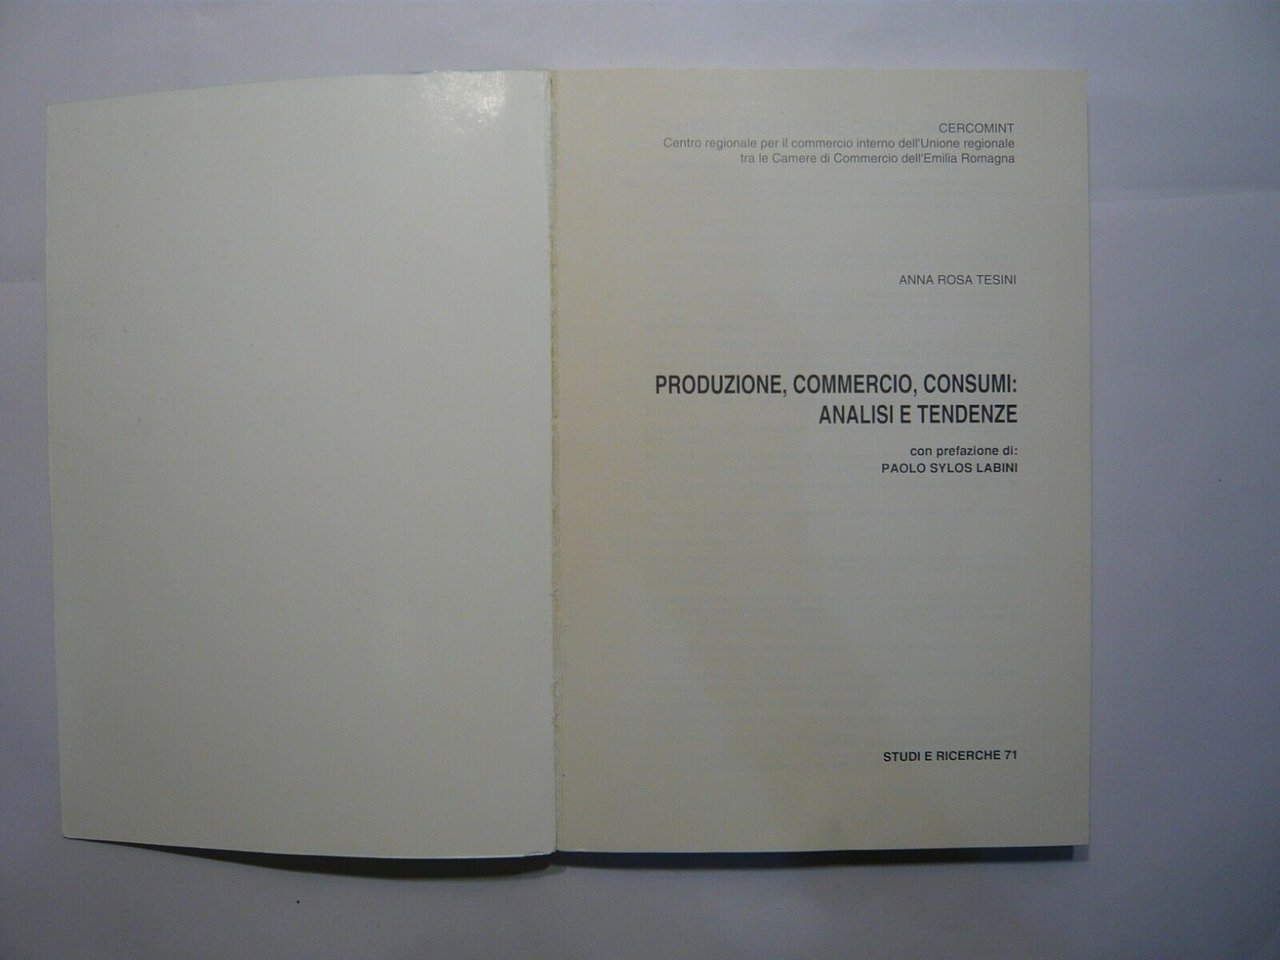 CERCOMINT
Centro regionale per il commercio interno dell'Unione regionale
tra le Camere di Commercio dell'Emilia Romagna
ANNA ROSA TESINI
PRODUZIONE, COMMERCIO, CONSUMI:
ANALISI E TENDENZE
con prefazione di:
PAOLO SYLOS LABINI
STUDI E RICERCHE 71